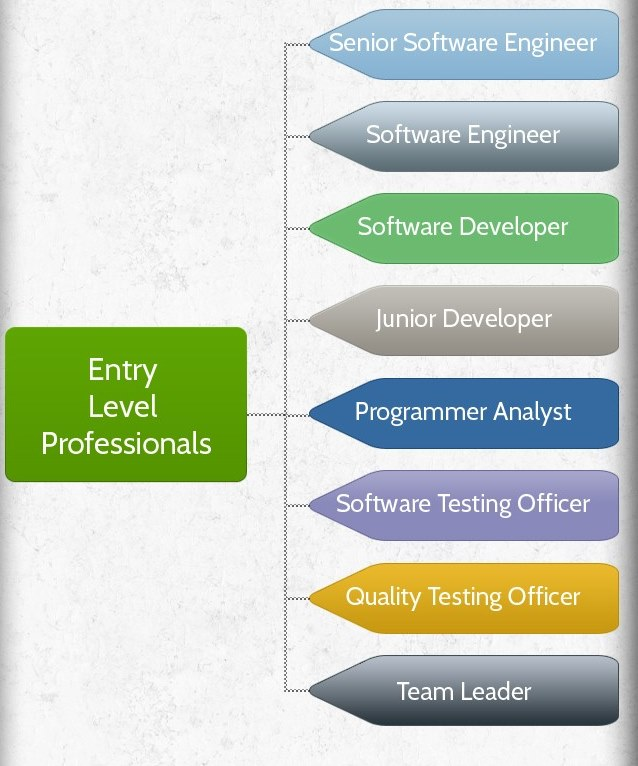 Senior Software Engineer
Software Engineer
Software Developer
Junior Developer
Entry
Level
Professionals
Programmer Analyst
Software Testing Officer
Quality Testing Officer
Team Leader